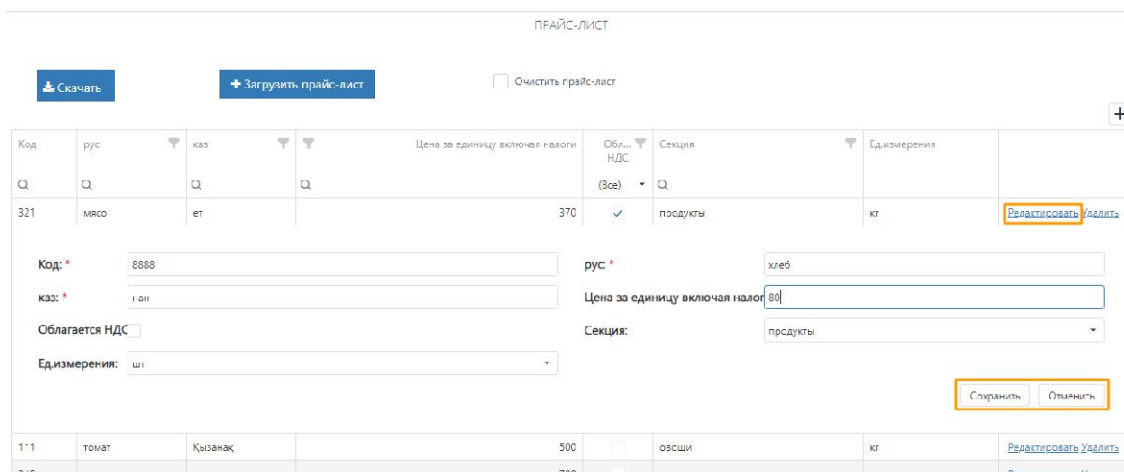 ПРАЙС-ЛИСТ
Скачать + Загрузить прайс-лист Очистить прайс-лист
+
Код рус каз Цена за единицу включая налоги Обл... НДС Секция Ед.измерения
(Все)
321 мясо ет 370 продукты кг Редактировать Удалить
Код: * 8888 рус: * хлеб
каз: * Цена за единицу включая налог 80
Облагается НДС Секция: продукты
Ед.измерения: шт
Сохранить Отменить
111 томат Қызанақ 500 овощи кг Редактировать Удалить